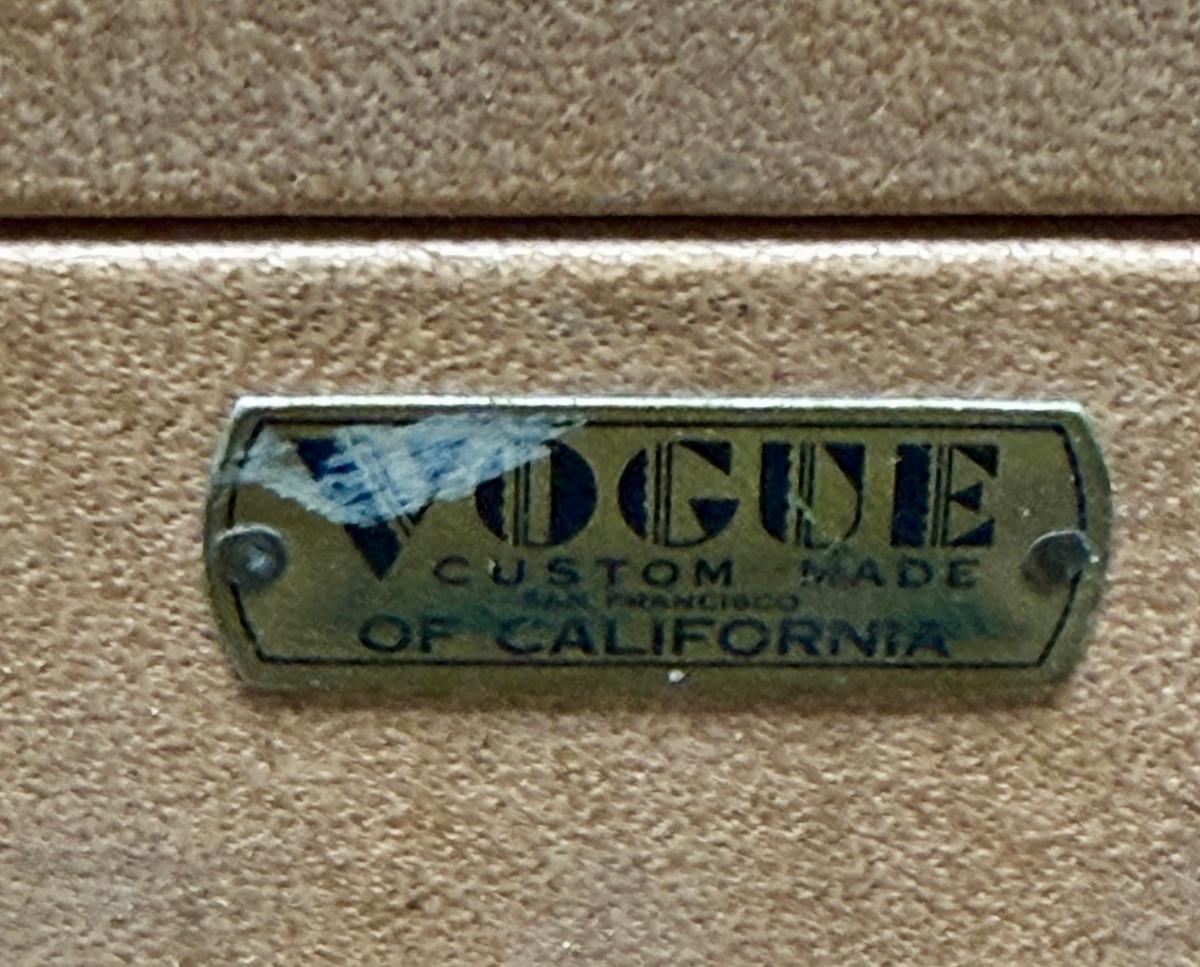 VOGUE
CUSTOM MADE
SAN FRANCISCO
OF CALIFORNIA